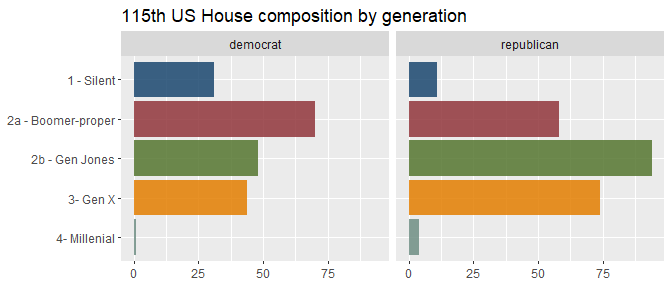 115th US House composition by generation
democrat republican
1 - Silent
2a - Boomer-proper
2b - Gen Jones
3- Gen X
4- Millenial
0 25 50 75 0 25 50 75